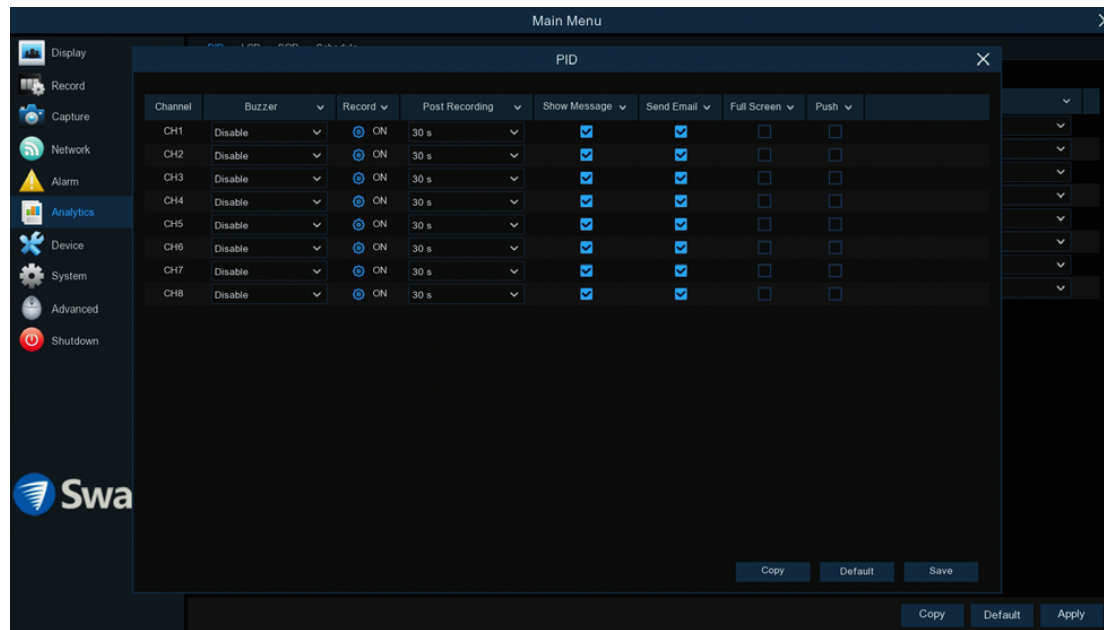 Main Menu
Display
PID
Record
Channel Buzzer Record Post Recording Show Message Send Email Full Screen Push
Capture
CH1 Disable ON 30 s
Network
CH2 Disable ON 30 s
CH3 Disable ON 30 s
Alarm
CH4 Disable ON 30 s
Analytics
CH5 Disable ON 30 s
Device
CH6 Disable ON 30 s
System
CH7 Disable ON 30 s
CH8 Disable ON 30 s
Advanced
Shutdown
Swa
Copy Default Save
Copy Default Apply